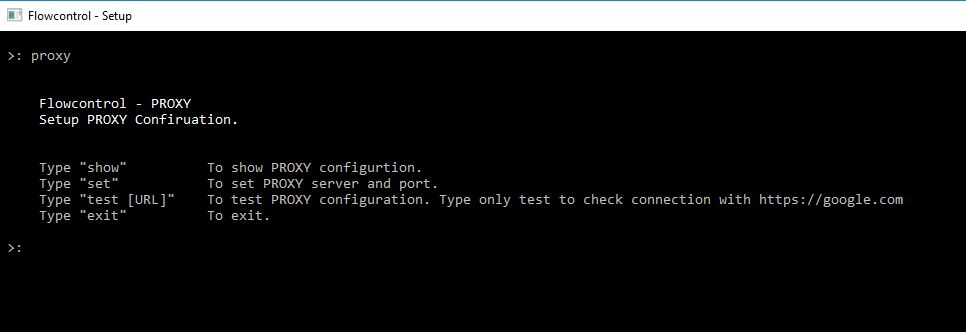 Flowcontrol - Setup
>: proxy
Flowcontrol - PROXY
Setup PROXY Confiruation.
Type "show" To show PROXY configurtion.
Type "set" To set PROXY server and port.
Type "test [URL]" To test PROXY configuration. Type only test to check connection with https://google.com
Type "exit" To exit.
>: